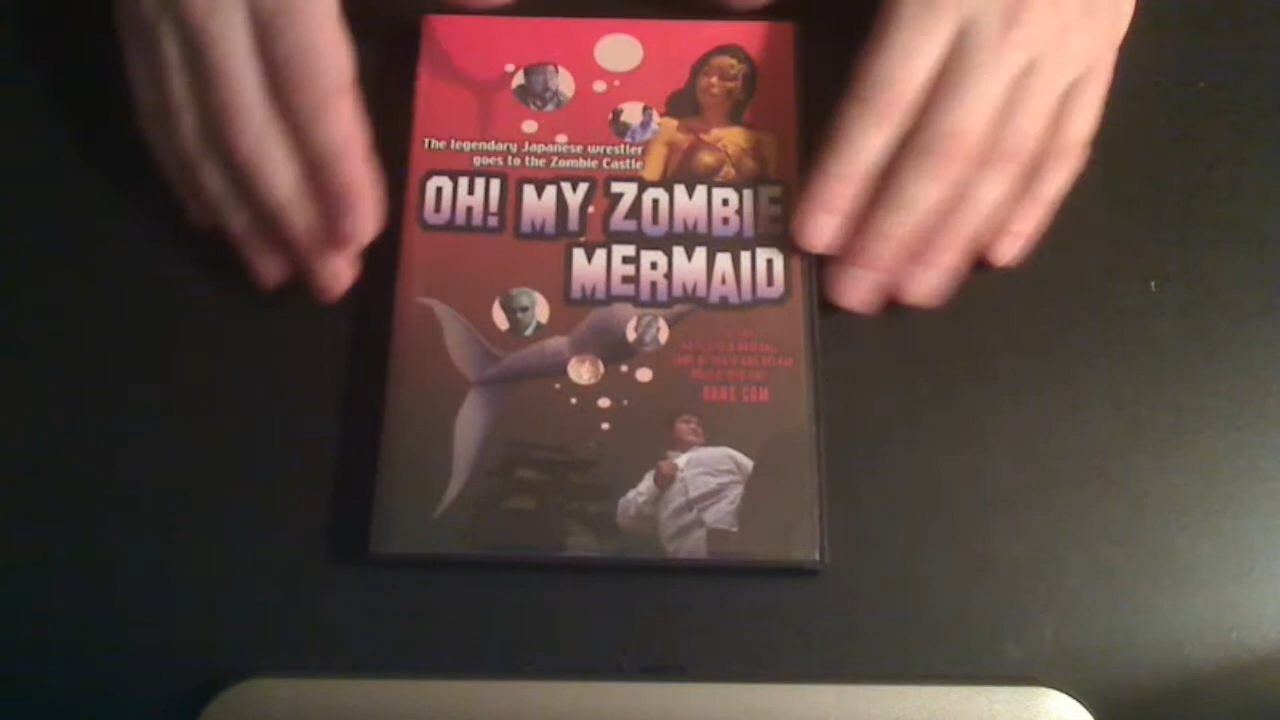 The legendary Japanese wrestler
goes to the Zombie Castle
OH! MY ZOMBIE
MERMAID